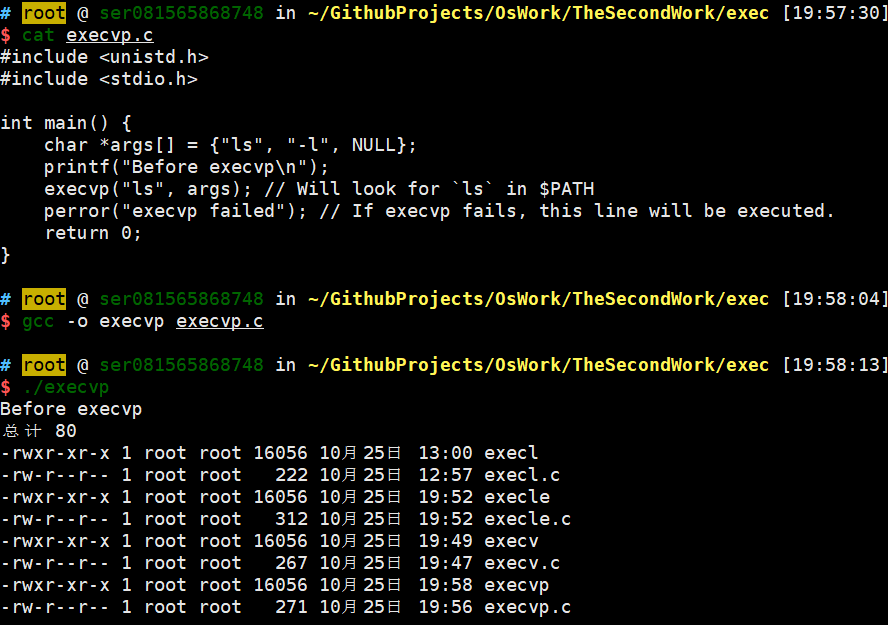 # root @ ser081565868748 in ~/GithubProjects/OsWork/TheSecondWork/exec [19:57:30]
$ cat execvp.c
#include <unistd.h>
#include <stdio.h>
int main() {
    char *args[] = {"ls", "-l", NULL};
    printf("Before execvp\n");
    execvp("ls", args); // Will look for `ls` in $PATH
    perror("execvp failed"); // If execvp fails, this line will be executed.
    return 0;
}
# root @ ser081565868748 in ~/GithubProjects/OsWork/TheSecondWork/exec [19:58:04]
$ gcc -o execvp execvp.c
# root @ ser081565868748 in ~/GithubProjects/OsWork/TheSecondWork/exec [19:58:13]
$ ./execvp
Before execvp
总计 80
-rwxr-xr-x 1 root root 16056 10月25日 13:00 execl
-rw-r--r-- 1 root root   222 10月25日 12:57 execl.c
-rwxr-xr-x 1 root root 16056 10月25日 19:52 execle
-rw-r--r-- 1 root root   312 10月25日 19:52 execle.c
-rwxr-xr-x 1 root root 16056 10月25日 19:49 execv
-rw-r--r-- 1 root root   267 10月25日 19:47 execv.c
-rwxr-xr-x 1 root root 16056 10月25日 19:58 execvp
-rw-r--r-- 1 root root   271 10月25日 19:56 execvp.c